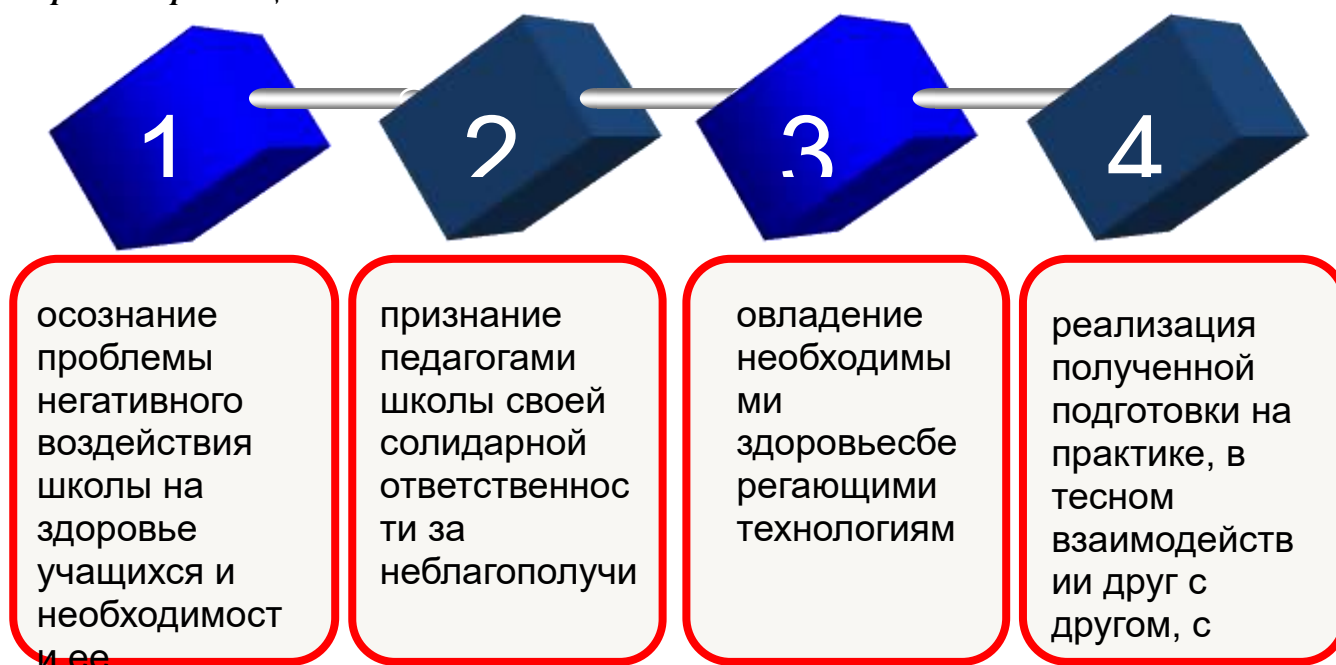 1
2
3
4
осознание
проблемы
негативного
воздействия
школы на
здоровье
учащихся и
необходимост
и ее
признание
педагогами
школы своей
солидарной
ответственнос
ти за
неблагополучи
овладение
необходимы
ми
здоровьесбе
регающими
технологиям
реализация
полученной
подготовки на
практике, в
тесном
взаимодейств
ии друг с
другом, с